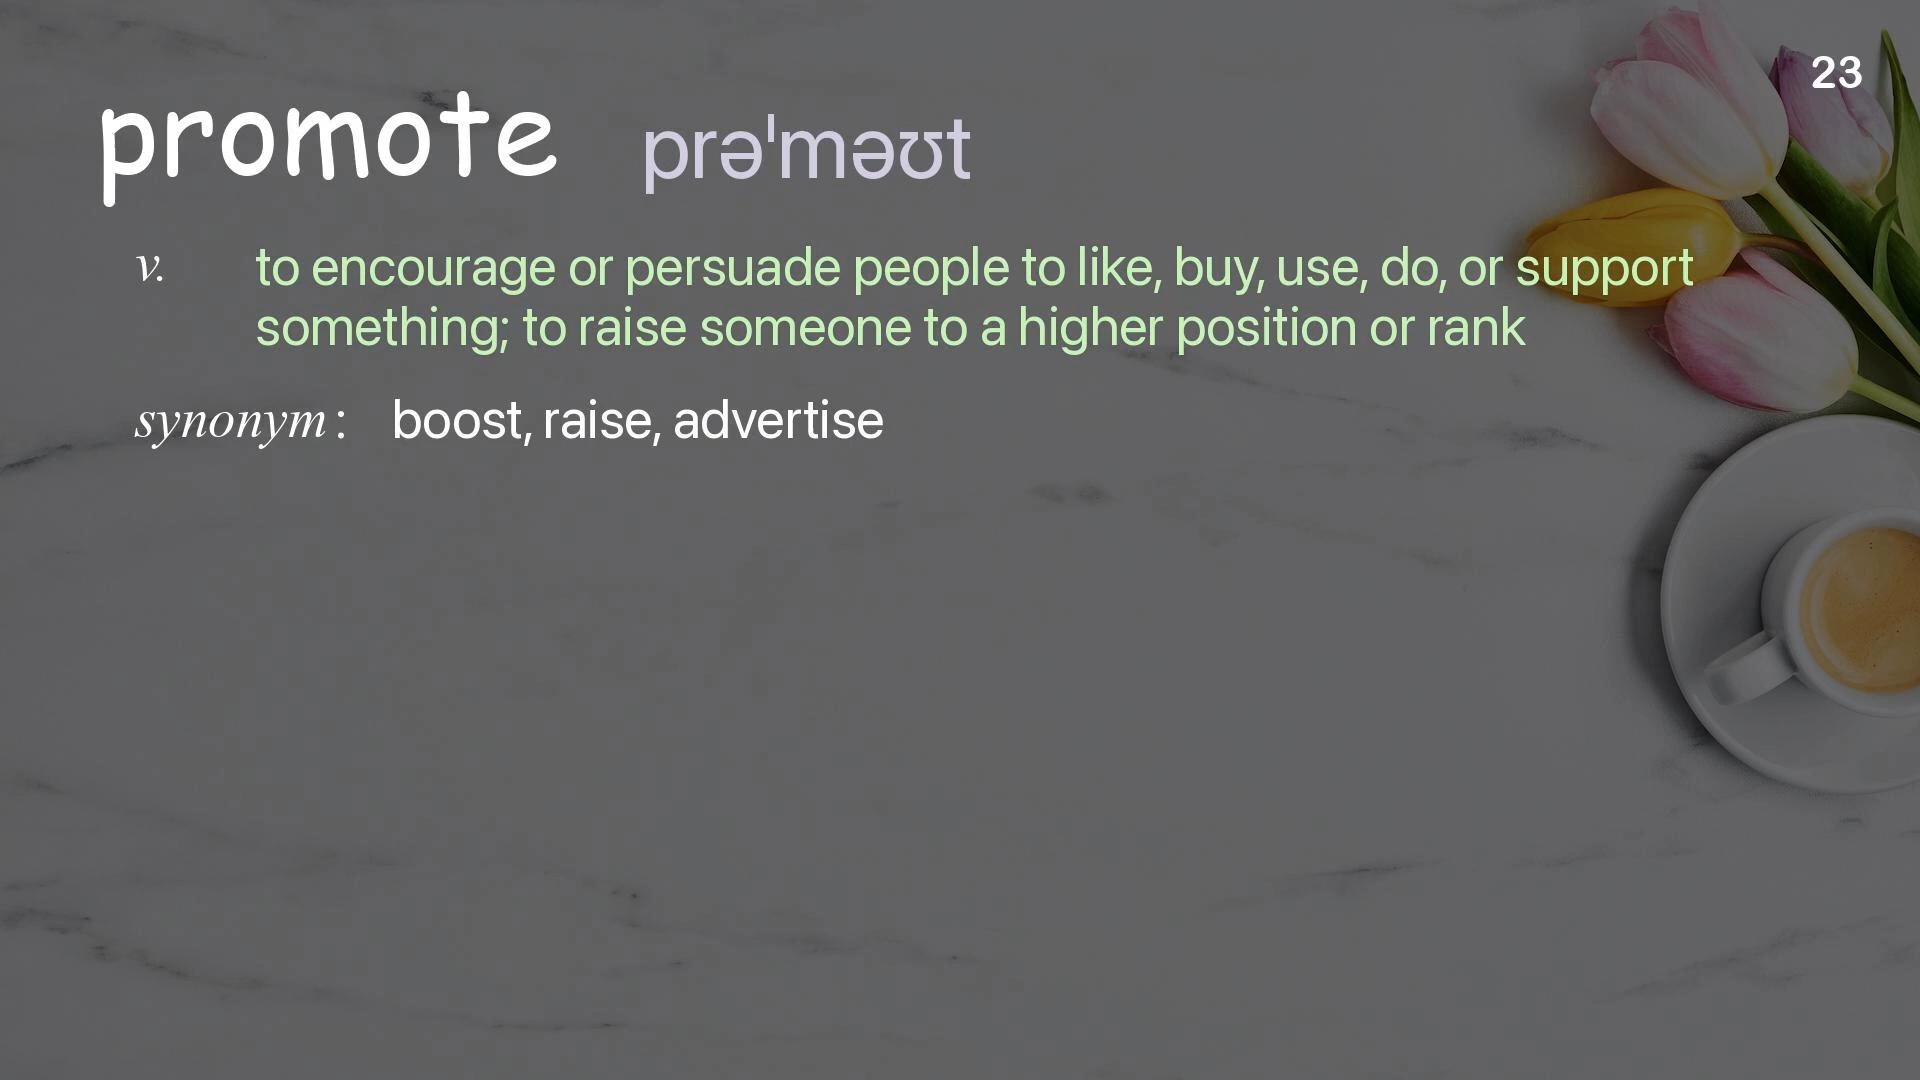 23
promote prəˈməʊt
v. to encourage or persuade people to like, buy, use, do, or support
something; to raise someone to a higher position or rank
synonym : boost, raise, advertise